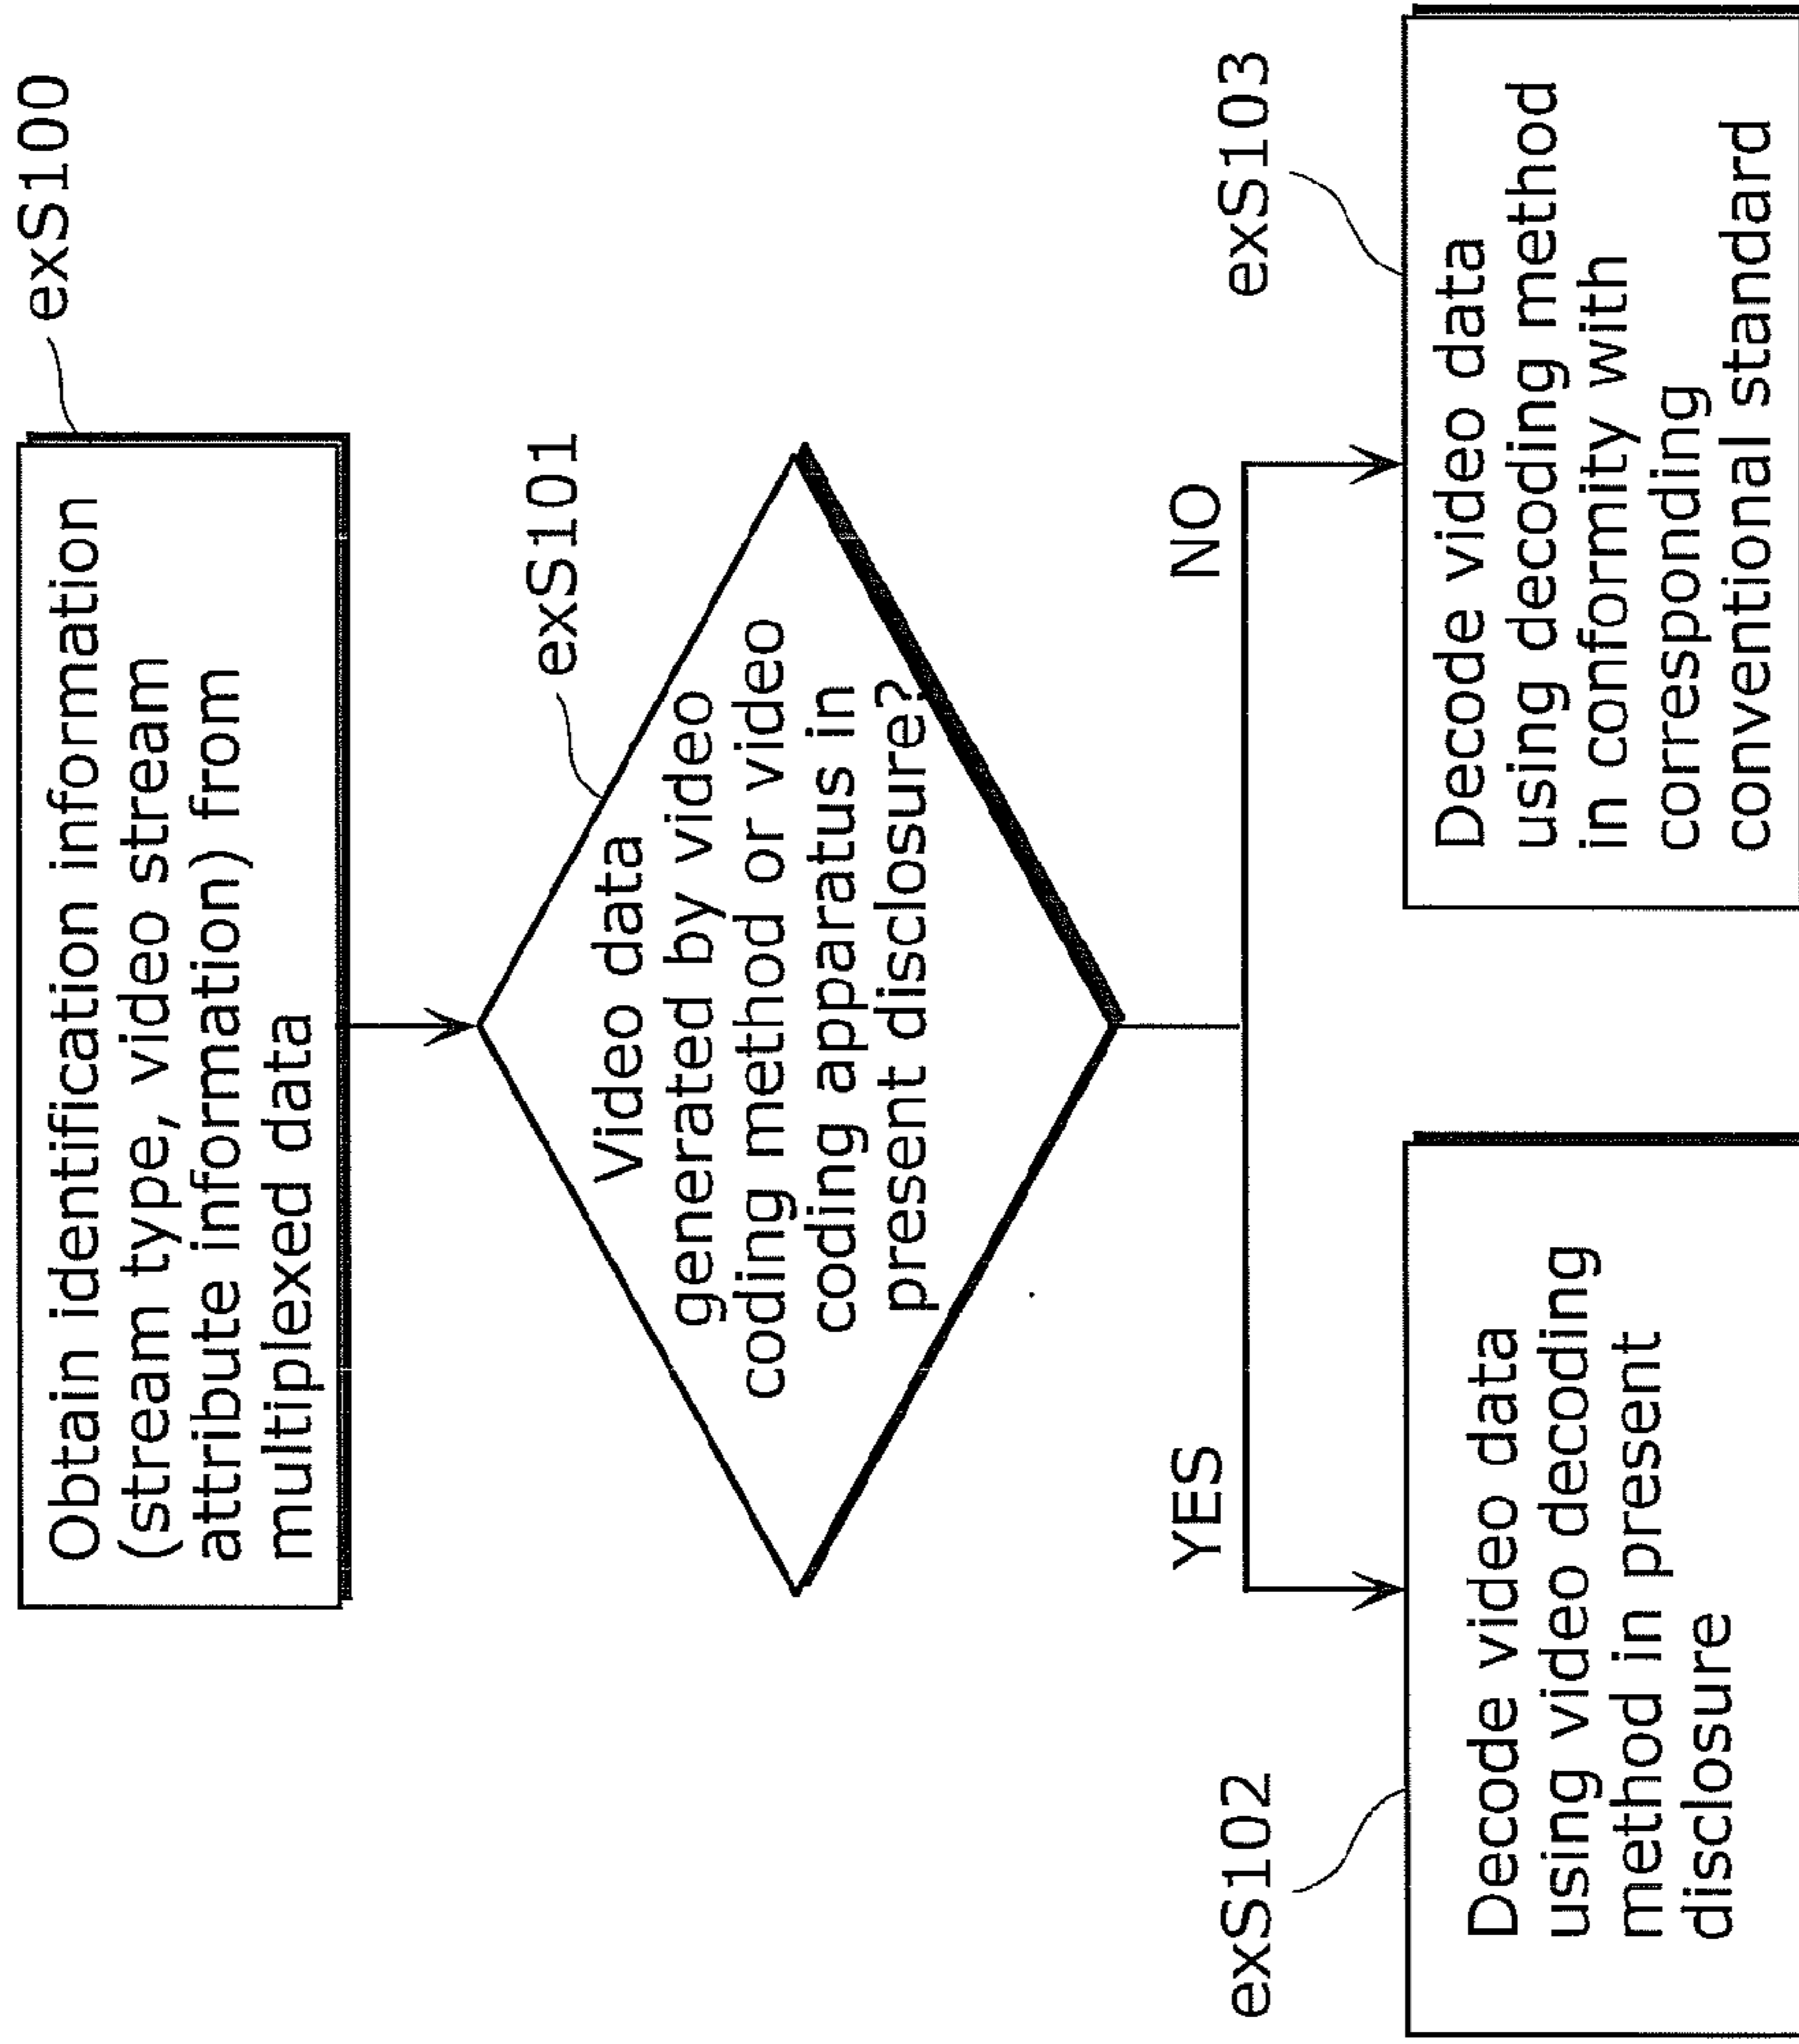 exS100
Obtain identification information
(stream type, video stream
attribute information) from
multiplexed data
exS101
Video data
generated by video
coding method or video
coding apparatus in
present disclosure?
YES
NO
exS102
Decode video data
using video decoding
method in present
disclosure
exS103
Decode video data
using decoding method
in conformity with
corresponding
conventional standard